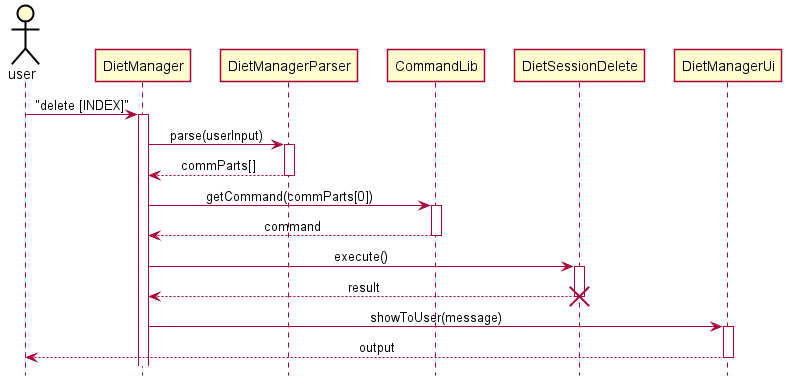 user
DietManager
DietManagerParser
CommandLib
DietSessionDelete
DietManagerUi
"delete [INDEX]"
parse(userInput)
commParts[]
getCommand(commParts[0])
command
execute()
result
showToUser(message)
output